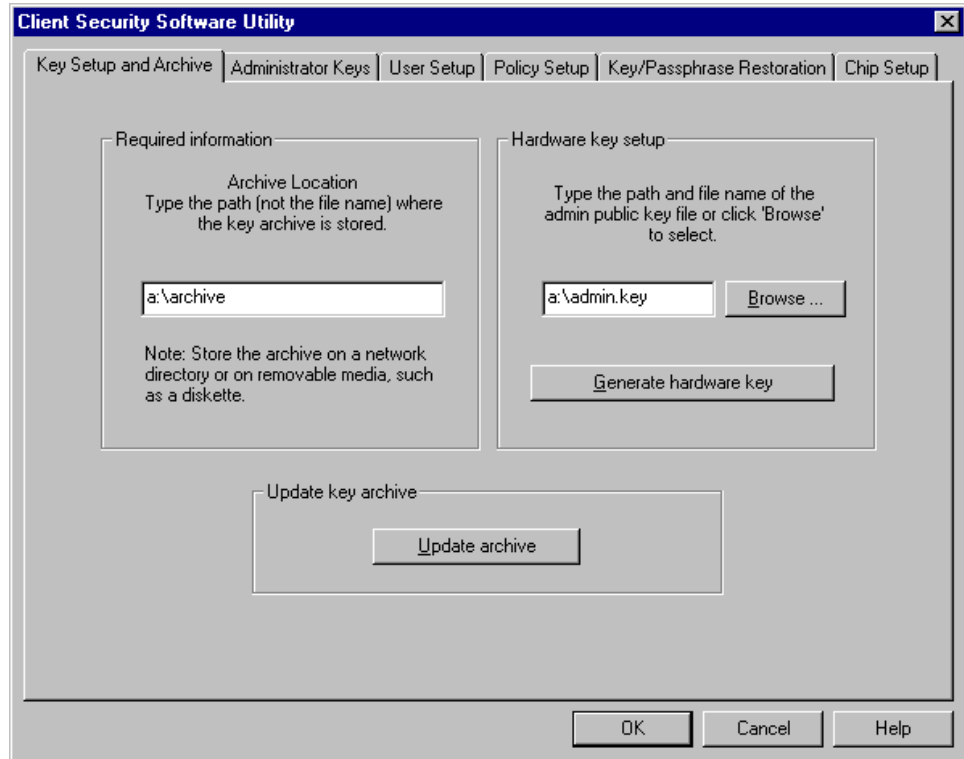 Client Security Software Utility
Key Setup and Archive
Administrator Keys
User Setup
Policy Setup
Key/Passphrase Restoration
Chip Setup
Required information
Archive Location
Type the path (not the file name) where
the key archive is stored.
a:\archive
Note: Store the archive on a network
directory or on removable media, such
as a diskette.
Hardware key setup
Type the path and file name of the
admin public key file or click 'Browse'
to select.
a:\admin.key
Browse ...
Generate hardware key
Update key archive
Update archive
OK
Cancel
Help